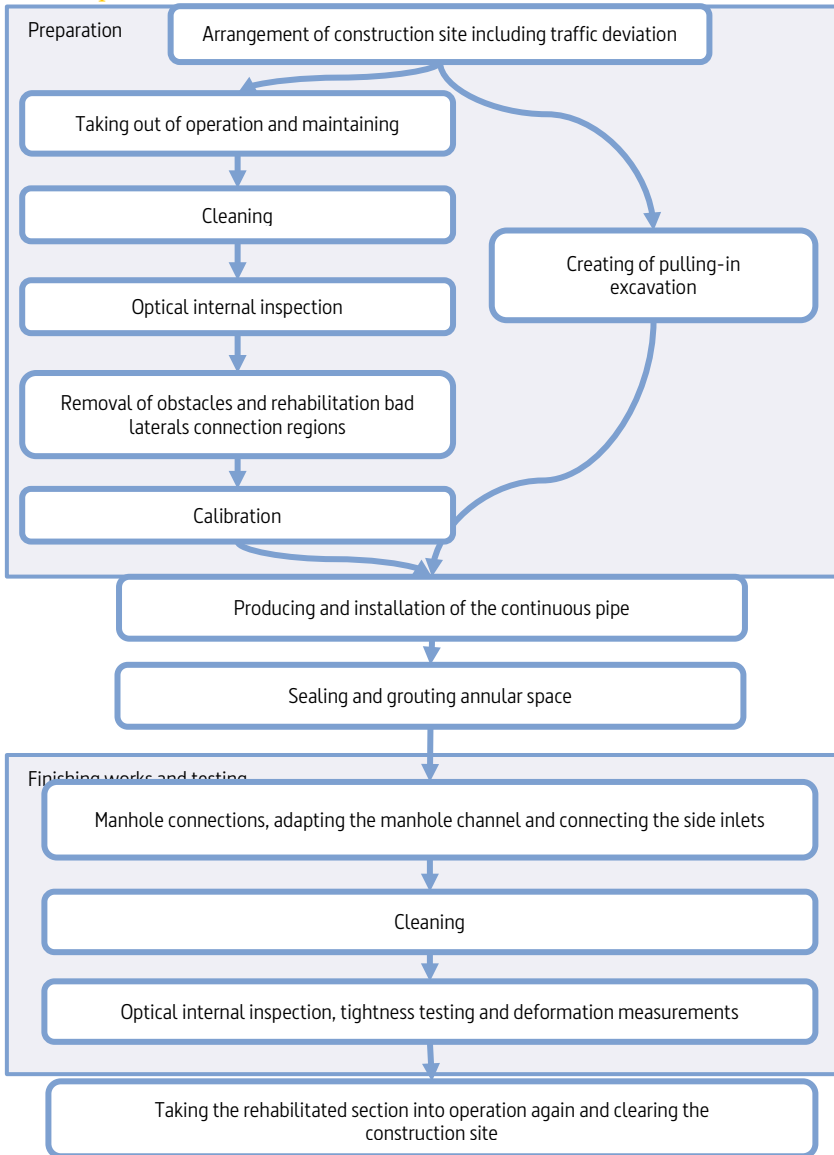 Preparation
Arrangement of construction site including traffic deviation
Taking out of operation and maintaining
Cleaning
Creating of pulling-in
excavation
Optical internal inspection
Removal of obstacles and rehabilitation bad
laterals connection regions
Calibration
Producing and installation of the continuous pipe
Sealing and grouting annular space
Finishing works and testing
Manhole connections, adapting the manhole channel and connecting the side inlets
Cleaning
Optical internal inspection, tightness testing and deformation measurements
Taking the rehabilitated section into operation again and clearing the
construction site